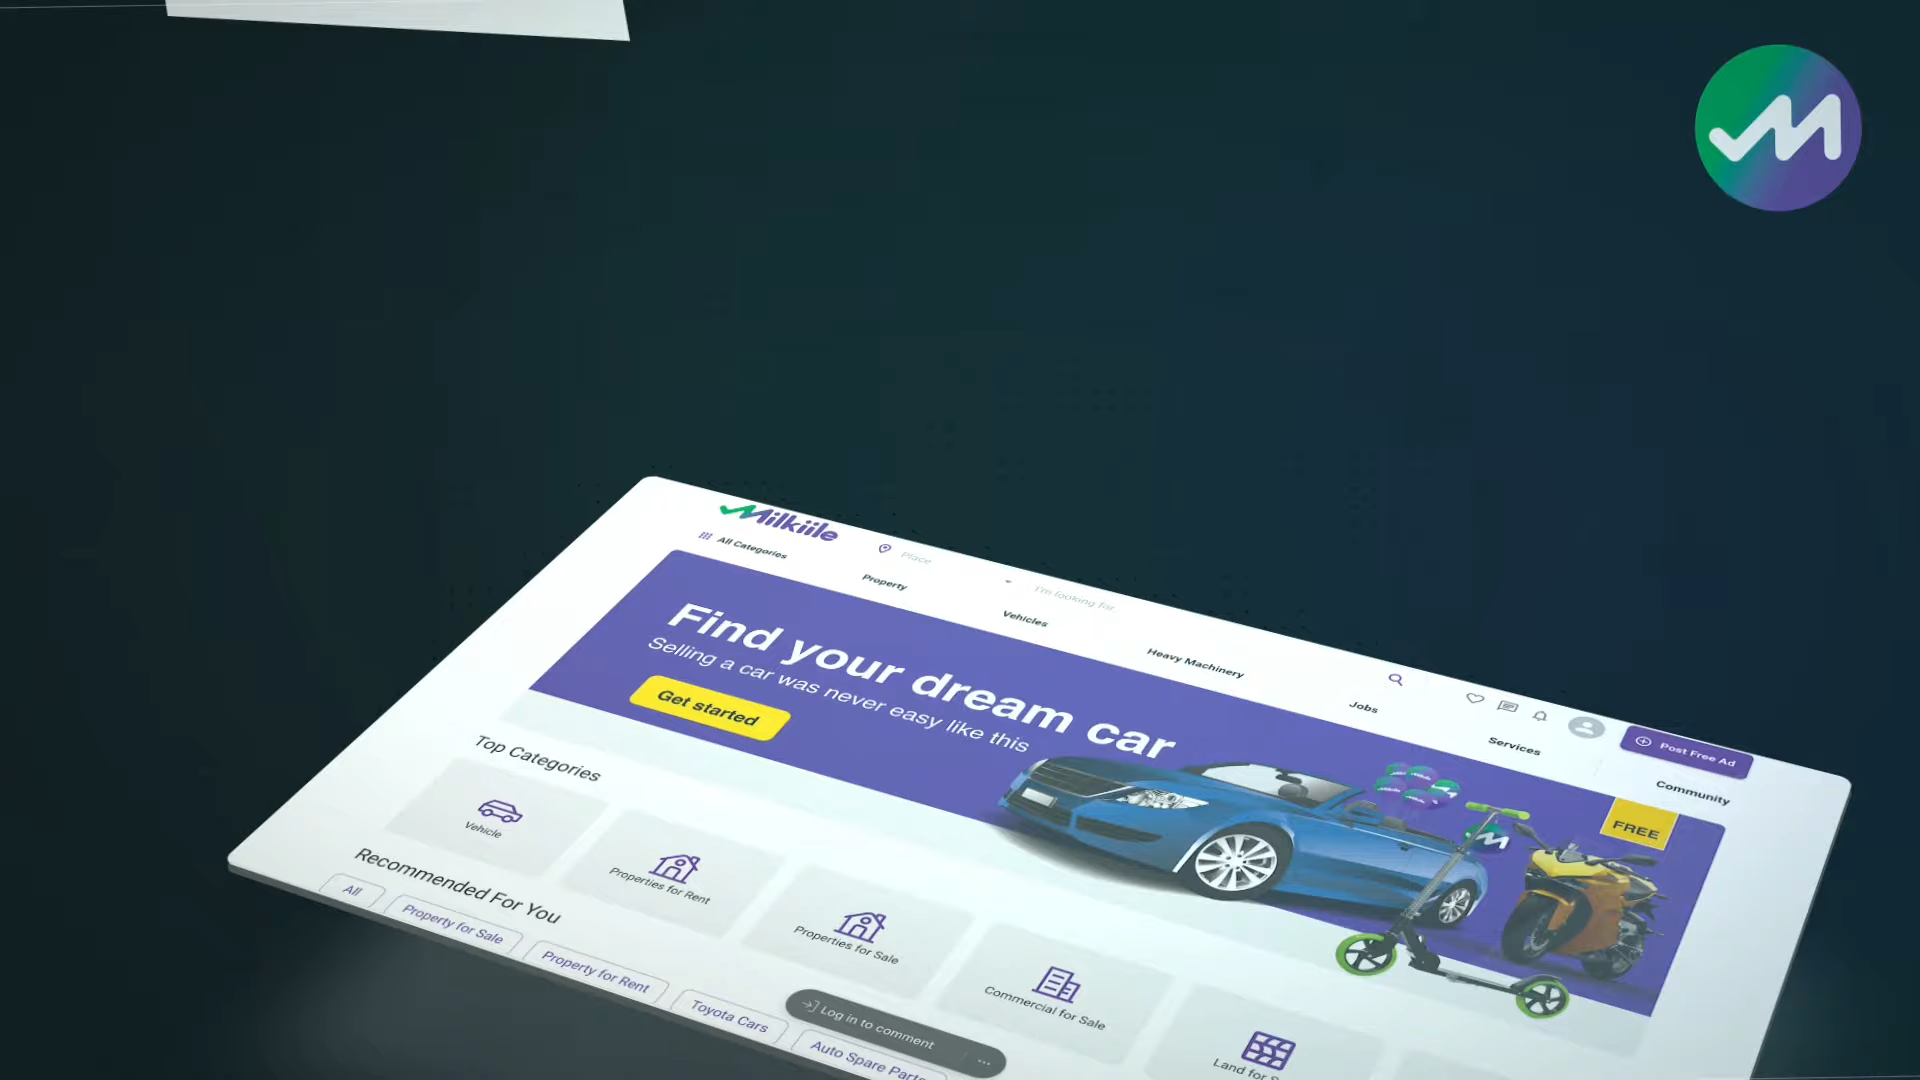 Milkiile
Place
I'm looking for
Post Free Ad
All Categories
Property
Vehicles
Heavy Machinery
Jobs
Services
Community
Find your dream car
Selling a car was never easy like this
Get started
FREE
Top Categories
Vehicle
Properties for Rent
Properties for Sale
Commercial for Sale
Land for
Recommended For You
All
Property for Sale
Property for Rent
Toyota Cars
Auto Spare Parts
Log in to comment